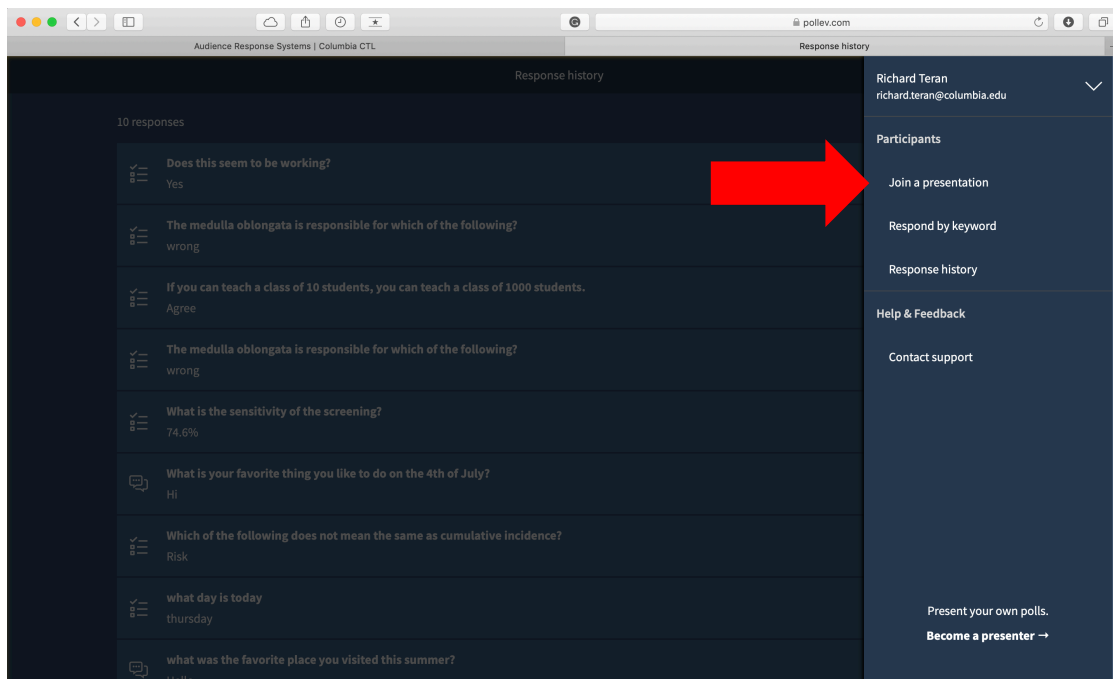 pollev.com
Audience Response Systems | Columbia CTL
Response history
Response history
10 responses
Does this seem to be working?
Yes
The medulla oblongata is responsible for which of the following?
wrong
If you can teach a class of 10 students, you can teach a class of 1000 students.
Agree
The medulla oblongata is responsible for which of the following?
wrong
What is the sensitivity of the screening?
74.6%
What is your favorite thing you like to do on the 4th of July?
Hi
Which of the following does not mean the same as cumulative incidence?
Risk
what day is today
thursday
what was the favorite place you visited this summer?
Richard Teran
richard.teran@columbia.edu
Participants
Join a presentation
Respond by keyword
Response history
Help & Feedback
Contact support
Present your own polls.
Become a presenter →